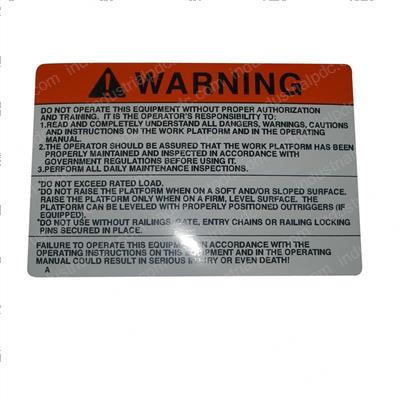 WARNING
DO NOT OPERATE THIS EQUIPMENT WITHOUT PROPER AUTHORIZATION
AND TRAINING. IT IS THE OPERATOR'S RESPONSIBILITY TO:
1.READ AND COMPLETELY UNDERSTAND ALL DANGERS, WARNINGS, CAUTIONS
AND INSTRUCTIONS ON THE WORK PLATFORM AND IN THE OPERATING
MANUAL.
2.THE OPERATOR SHOULD BE ASSURED THAT THE WORK PLATFORM HAS BEEN
PROPERLY MAINTAINED AND INSPECTED IN ACCORDANCE WITH
GOVERNMENT REGULATIONS BEFORE USING IT.
3.PERFORM ALL DAILY MAINTENANCE INSPECTIONS.
*DO NOT EXCEED RATED LOAD.
*DO NOT RAISE THE PLATFORM WHEN ON A SOFT AND/OR SLOPED SURFACE.
RAISE THE PLATFORM ONLY WHEN ON A FIRM, LEVEL SURFACE. THE
PLATFORM CAN BE LEVELED WITH PROPERLY POSITIONED OUTRIGGERS (IF
EQUIPPED).
*DO NOT USE WITHOUT RAILINGS, GATE, ENTRY CHAINS OR RAILING LOCKING
PINS SECURED IN PLACE.
FAILURE TO OPERATE THIS EQUIPMENT IN ACCORDANCE WITH THE
OPERATING INSTRUCTIONS ON THIS EQUIPMENT AND IN THE OPERATING
MANUAL COULD RESULT IN SERIOUS INJURY OR EVEN DEATH!
A